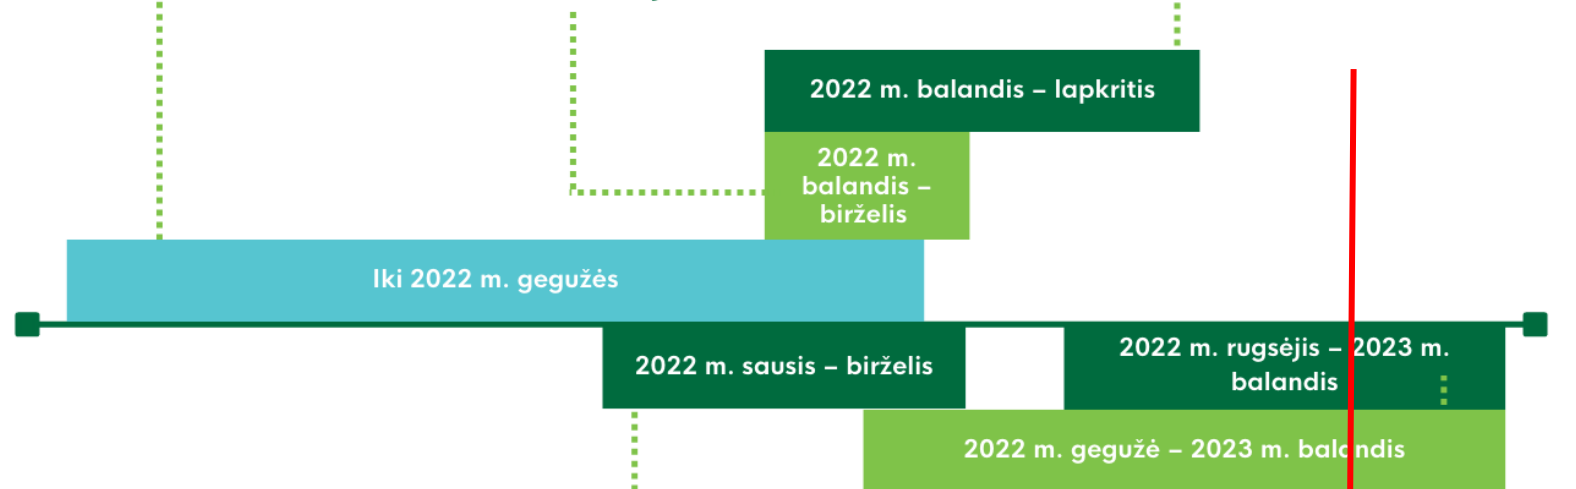 2022 m. balandis – lapkritis
2022 m.
balandis –
birželis
Iki 2022 m. gegužės
2022 m. sausis – birželis
2022 m. rugsėjis – 2023 m.
balandis
2022 m. gegužė – 2023 m. balandis